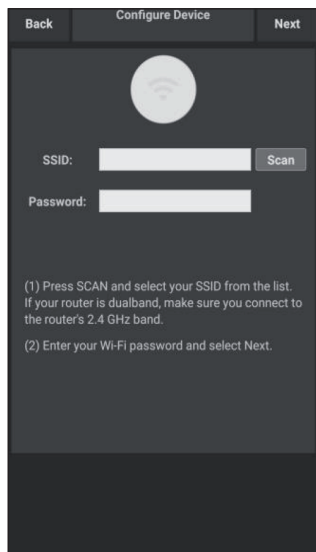 Back Configure Device Next
SSID: Scan
Password:
(1) Press SCAN and select your SSID from the list.
If your router is dualband, make sure you connect to
the router's 2.4 GHz band.
(2) Enter your Wi-Fi password and select Next.